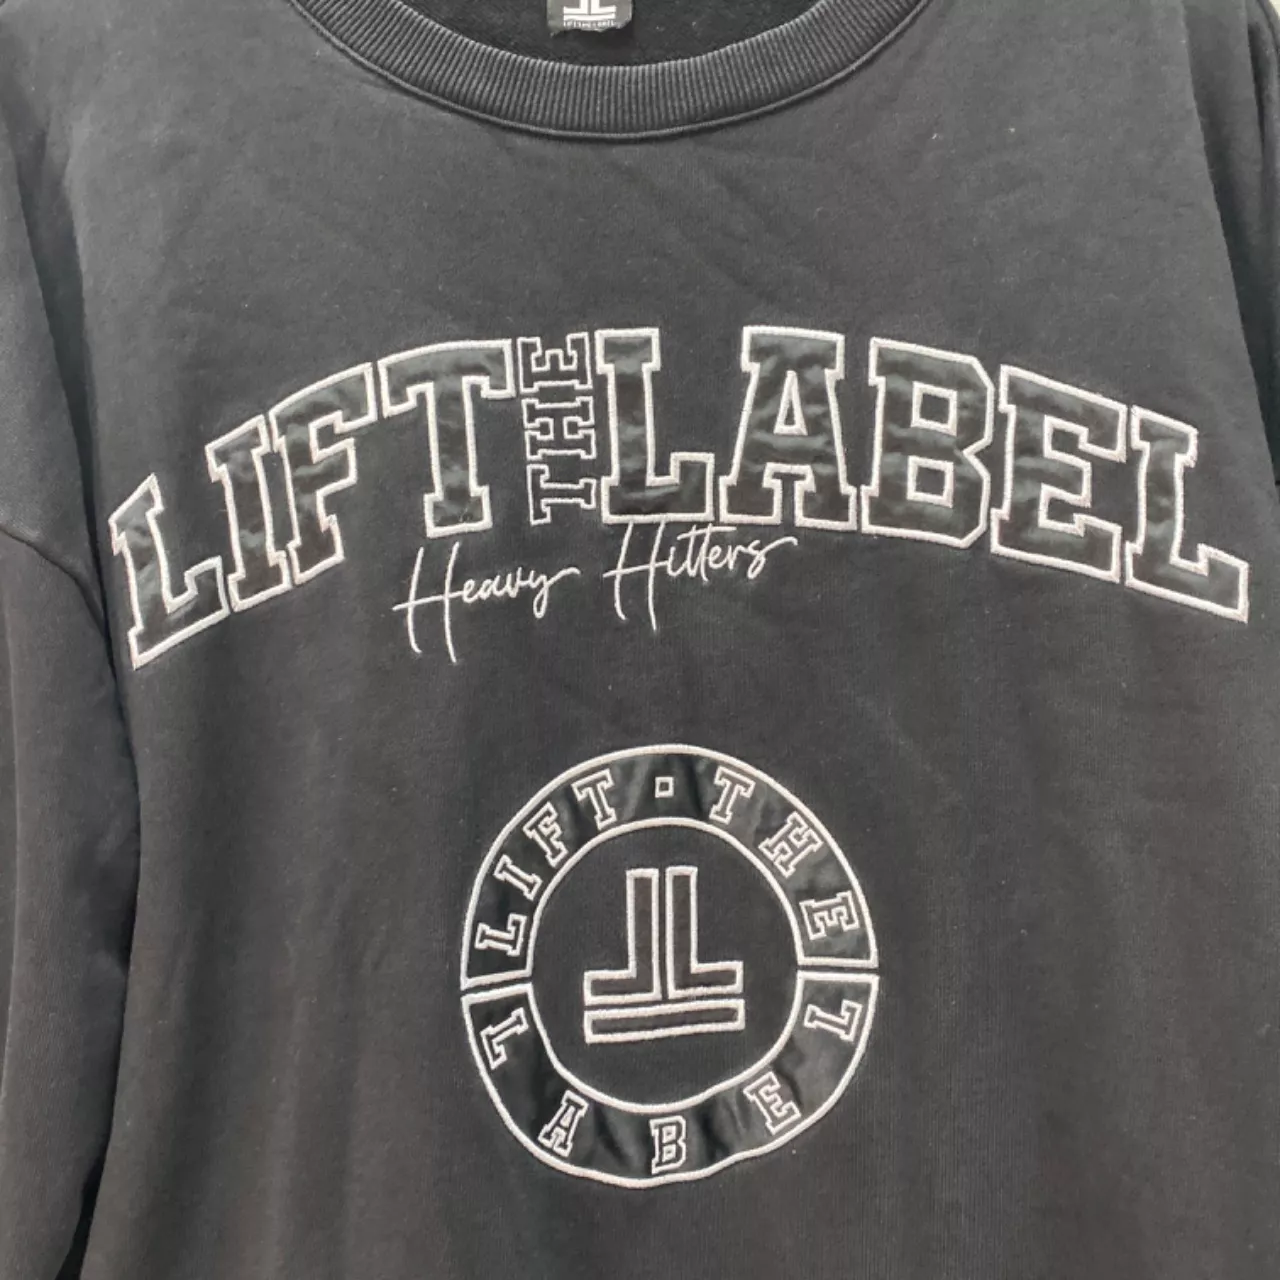 LIFT THE LABEL
Heavy Hitters
LIFT · THE
LABEL